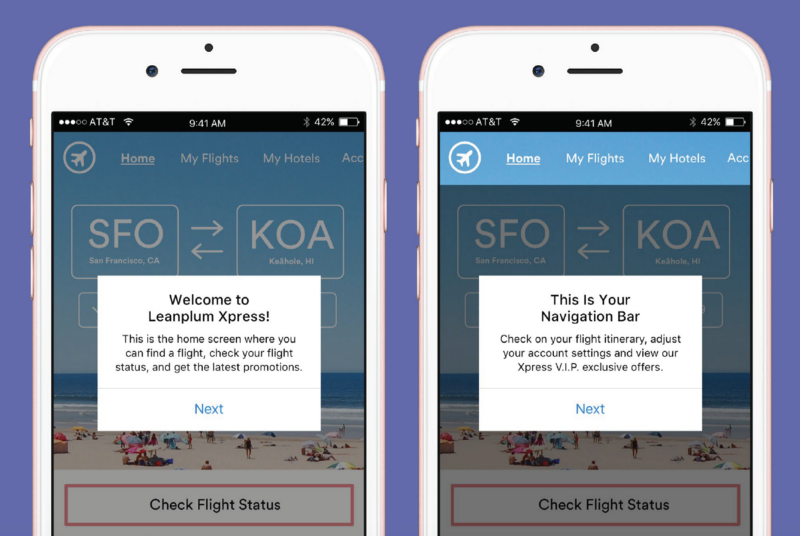 AT&T 9:41 AM 42%
Home My Flights My Hotels Acc
SFO KOA
San Francisco, CA Keāhole, HI
Welcome to
Leanplum Xpress!
This is the home screen where you
can find a flight, check your flight
status, and get the latest promotions.
Next
Check Flight Status
AT&T 9:41 AM 42%
Home My Flights My Hotels Acc
SFO KOA
San Francisco, CA Keāhole, HI
This Is Your
Navigation Bar
Check on your flight itinerary, adjust
your account settings and view our
Xpress V.I.P. exclusive offers.
Next
Check Flight Status